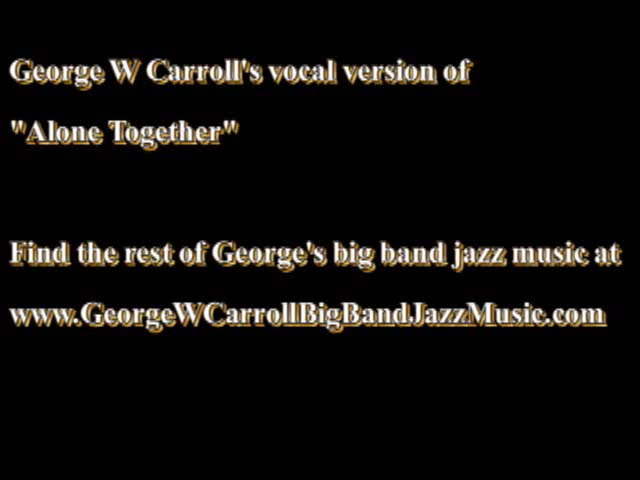 George W Carroll's vocal version of
"Alone Together"
Find the rest of George's big band jazz music at
www.GeorgeWCarrollBigBandJazzMusic.com